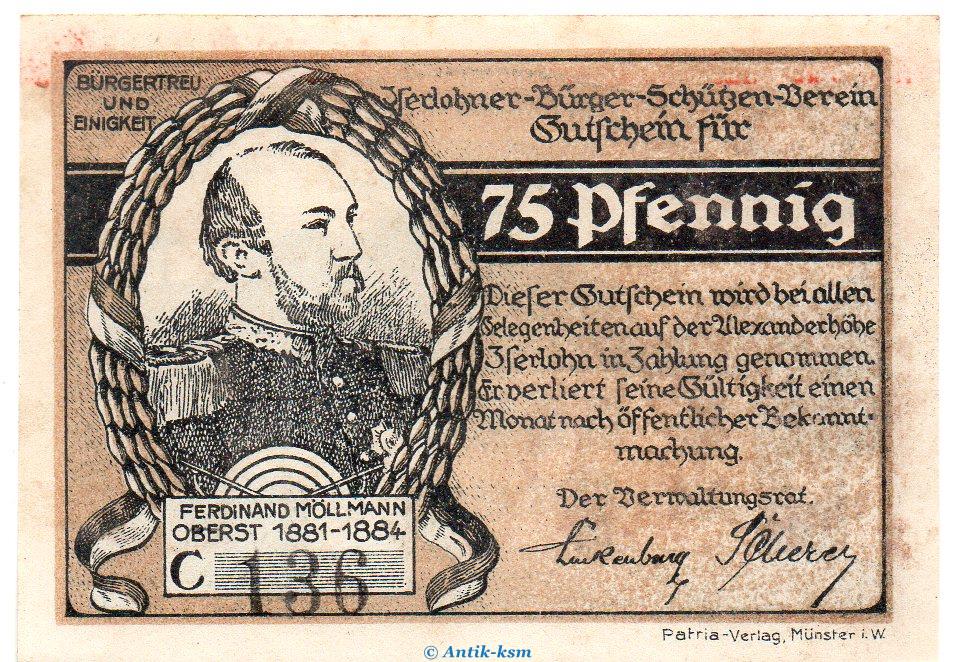 BÜRGERTREU
UND
EINIGKEIT
Iserlohner-Bürger-Schützen-Verein
Gutschein für
75 Pfennig
Dieser Gutschein wird bei allen
Gelegenheiten auf der Alexanderhöhe
Iserlohn in Zahlung genommen.
Er verliert seine Gültigkeit einen
Monat nach öffentlicher Bekannt-
machung.
Der Verwaltungsrat.
FERDINAND MÖLLMANN
OBERST 1881-1884
C 136
Patria-Verlag, Münster i.W.
© Antik-ksm